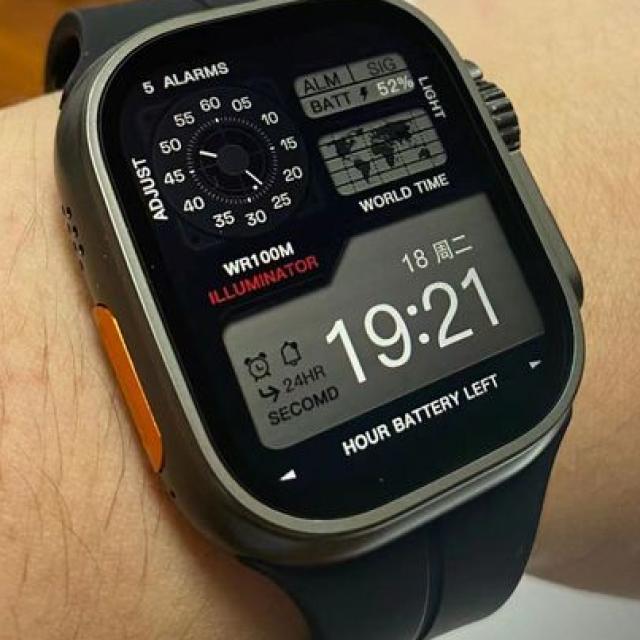 5 ALARMS
ALM SIG
BATT 52%
LIGHT
60 05 10 15 20 25 30 35 40 45 50 55
ADJUST
WORLD TIME
WR100M
ILLUMINATOR
18 周二
19:21
24HR
SECOMD
HOUR BATTERY LEFT